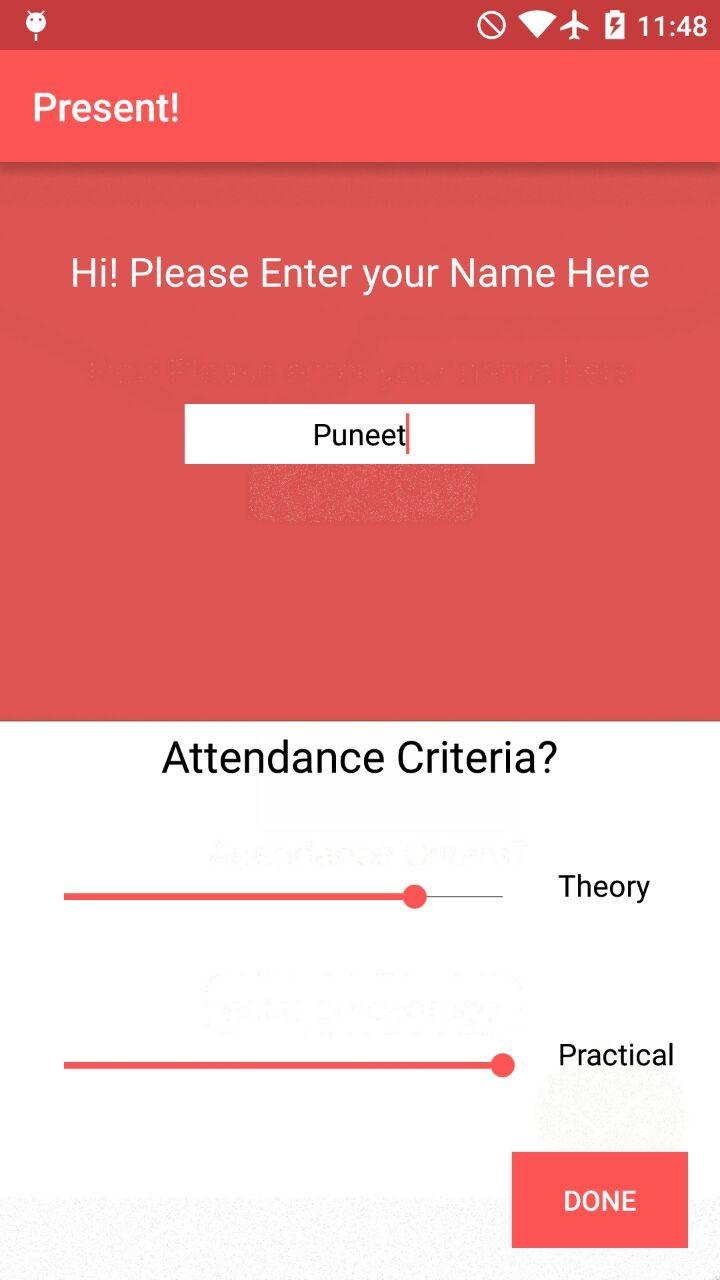 11:48
Present!
Hi! Please Enter your Name Here
Puneet
Attendance Criteria?
Theory
Practical
DONE